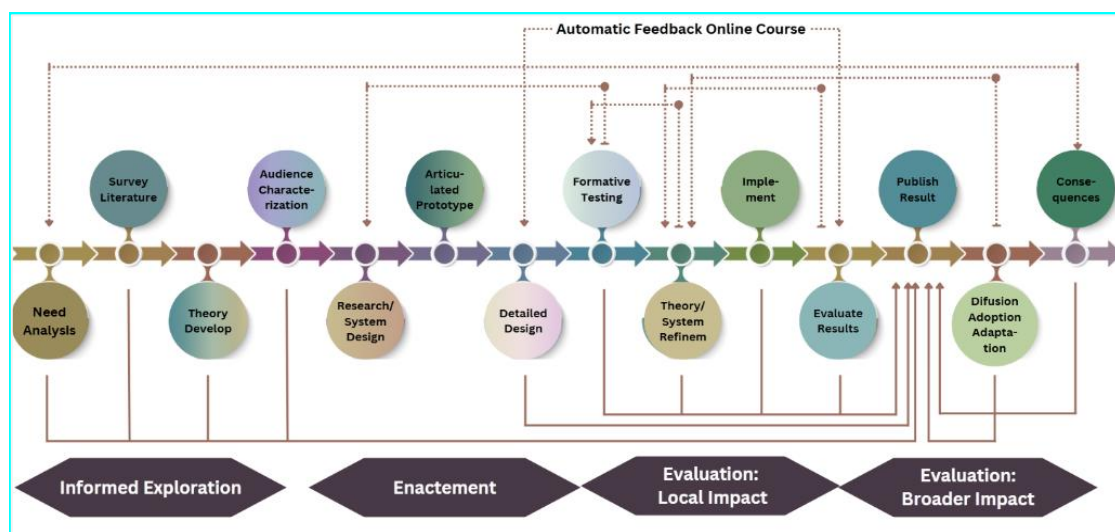 Automatic Feedback Online Course
Survey
Literature
Audience
Characte-
rization
Articu-
lated
Prototype
Formative
Testing
Imple-
ment
Publish
Result
Conse-
quences
Need
Analysis
Theory
Develop
Research/
System
Design
Detailed
Design
Theory/
System
Refinem
Evaluate
Results
Difusion
Adoption
Adapta-
tion
Informed Exploration
Enactement
Evaluation:
Local Impact
Evaluation:
Broader Impact